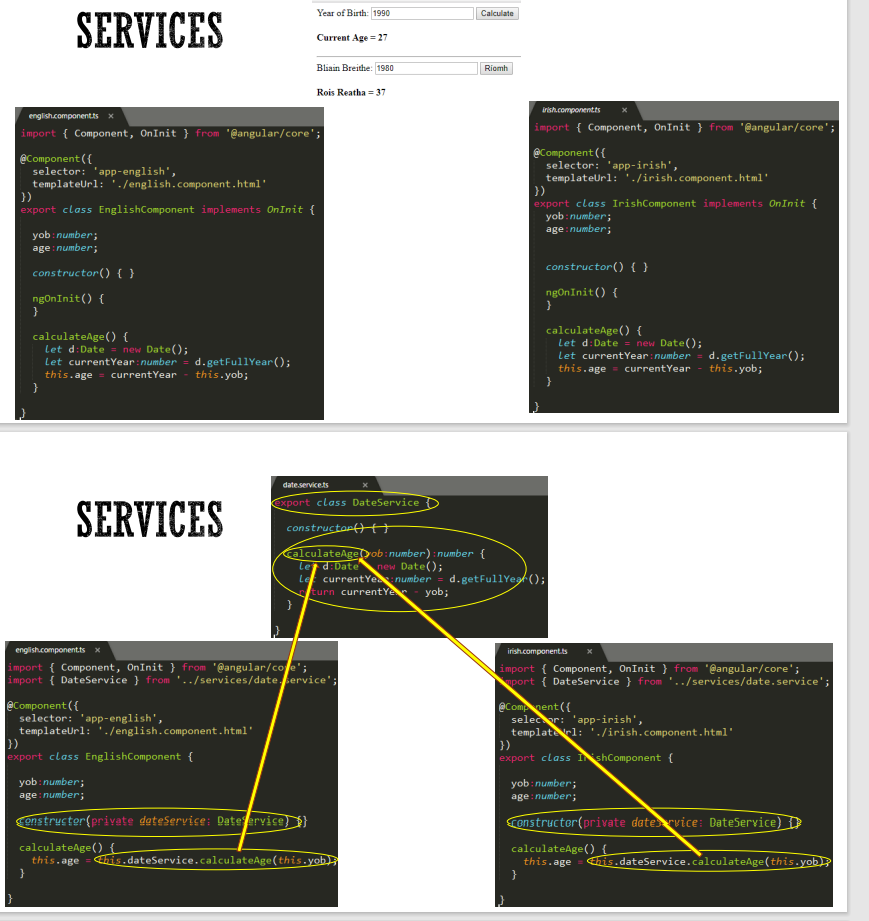 SERVICES
Year of Birth: 1990 Calculate
Current Age = 27
Bliain Breithe: 1980 Ríomh
Rois Reatha = 37
english.component.ts ×
import { Component, OnInit } from '@angular/core';
@Component({
selector: 'app-english',
templateUrl: './english.component.html'
})
export class EnglishComponent implements OnInit {
yob:number;
age:number;
constructor() { }
ngOnInit() {
}
calculateAge() {
let d:Date = new Date();
let currentYear:number = d.getFullYear();
this.age = currentYear - this.yob;
}
}
irish.component.ts ×
import { Component, OnInit } from '@angular/core';
@Component({
selector: 'app-irish',
templateUrl: './irish.component.html'
})
export class IrishComponent implements OnInit {
yob:number;
age:number;
constructor() { }
ngOnInit() {
}
calculateAge() {
let d:Date = new Date();
let currentYear:number = d.getFullYear();
this.age = currentYear - this.yob;
}
}
SERVICES
date.service.ts ×
export class DateService {
constructor() { }
calculateAge(yob:number):number {
let d:Date = new Date();
let currentYear:number = d.getFullYear();
return currentYear - yob;
}
}
english.component.ts ×
import { Component, OnInit } from '@angular/core';
import { DateService } from '../services/date.service';
@Component({
selector: 'app-english',
templateUrl: './english.component.html'
})
export class EnglishComponent {
yob:number;
age:number;
constructor(private dateService: DateService) {}
calculateAge() {
this.age = this.dateService.calculateAge(this.yob);
}
}
irish.component.ts ×
import { Component, OnInit } from '@angular/core';
import { DateService } from '../services/date.service';
@Component({
selector: 'app-irish',
templateUrl: './irish.component.html'
})
export class IrishComponent {
yob:number;
age:number;
constructor(private dateService: DateService) {}
calculateAge() {
this.age = this.dateService.calculateAge(this.yob);
}
}